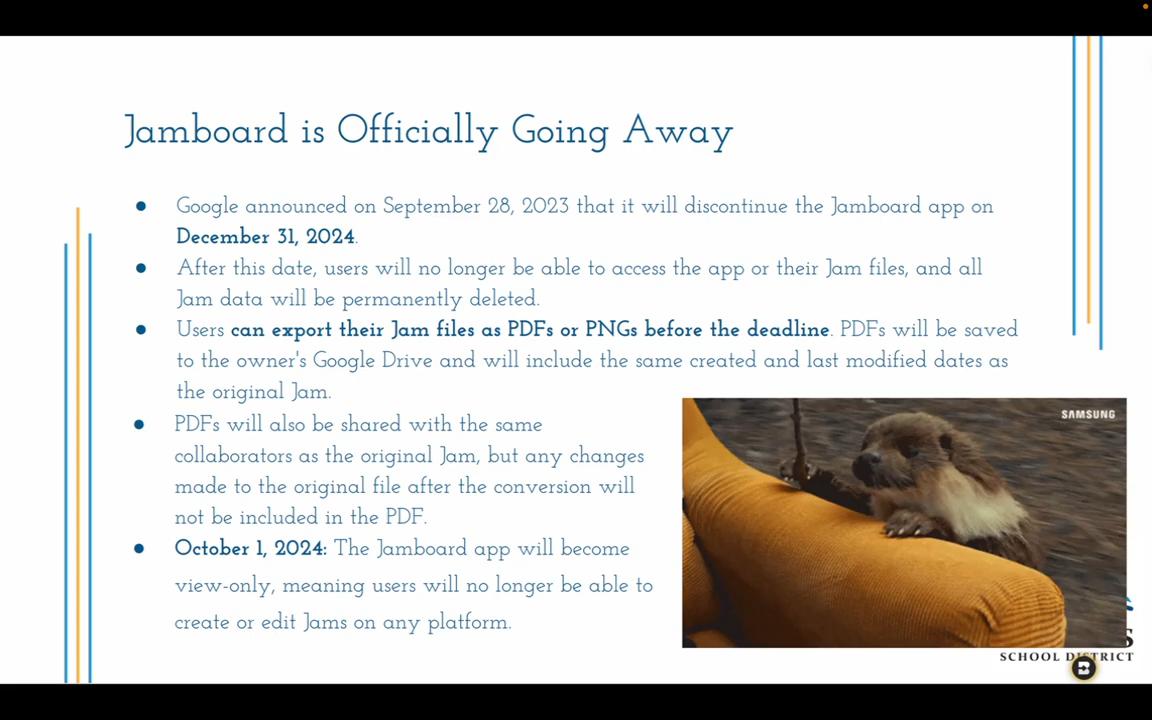 Jamboard is Officially Going Away
● Google announced on September 28, 2023 that it will discontinue the Jamboard app on
December 31, 2024.
● After this date, users will no longer be able to access the app or their Jam files, and all
Jam data will be permanently deleted.
● Users can export their Jam files as PDFs or PNGs before the deadline. PDFs will be saved
to the owner's Google Drive and will include the same created and last modified dates as
the original Jam.
● PDFs will also be shared with the same
collaborators as the original Jam, but any changes
made to the original file after the conversion will
not be included in the PDF.
● October 1, 2024: The Jamboard app will become
view-only, meaning users will no longer be able to
create or edit Jams on any platform.
SAMSUNG
S
SCHOOL DISTRICT